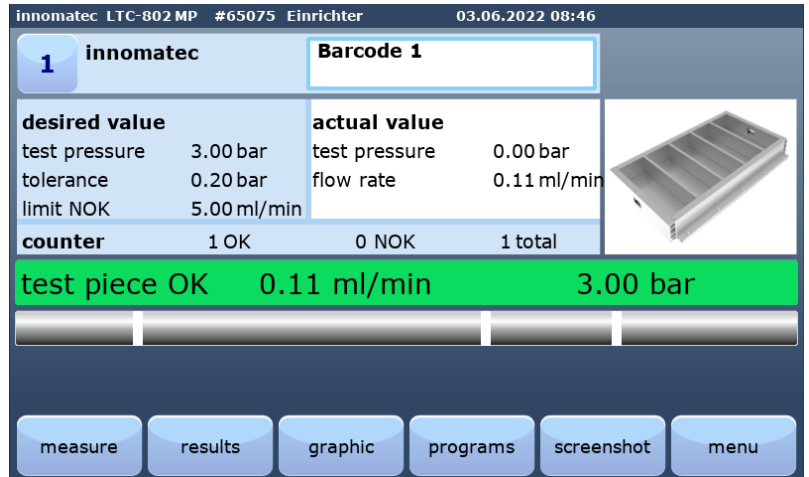 innomatec LTC-802 MP #65075 Einrichter 03.06.2022 08:46
1 innomatec Barcode 1
desired value actual value
test pressure 3.00 bar test pressure 0.00 bar
tolerance 0.20 bar flow rate 0.11 ml/min
limit NOK 5.00 ml/min
counter 1 OK 0 NOK 1 total
test piece OK 0.11 ml/min 3.00 bar
measure results graphic programs screenshot menu